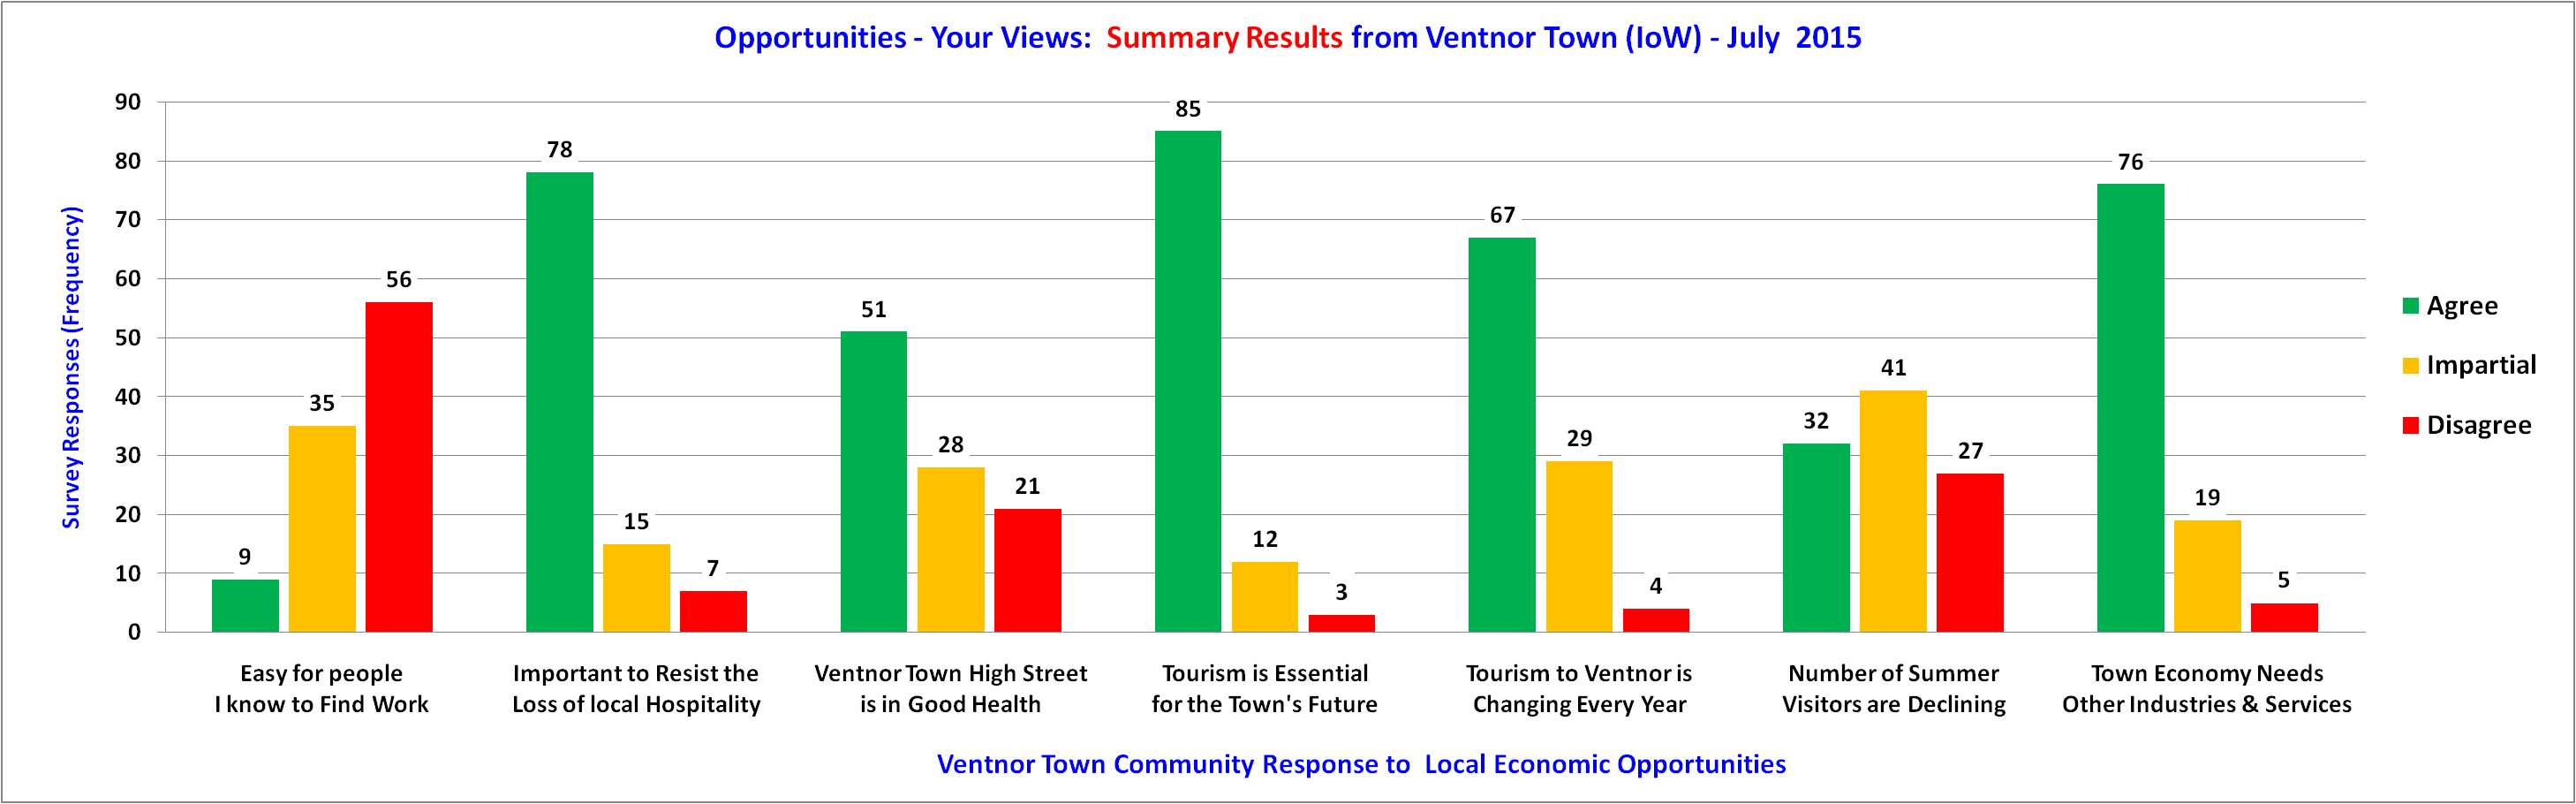 Opportunities - Your Views:  Summary Results from Ventnor Town (IoW) - July  2015
Survey Responses (Frequency)
90
80
70
60
50
40
30
20
10
0
9
35
56
78
15
7
51
28
21
85
12
3
67
29
4
32
41
27
76
19
5
Agree
Impartial
Disagree
Easy for people
I know to Find Work
Important to Resist the
Loss of local Hospitality
Ventnor Town High Street
is in Good Health
Tourism is Essential
for the Town's Future
Tourism to Ventnor is
Changing Every Year
Number of Summer
Visitors are Declining
Town Economy Needs
Other Industries & Services
Ventnor Town Community Response to  Local Economic Opportunities